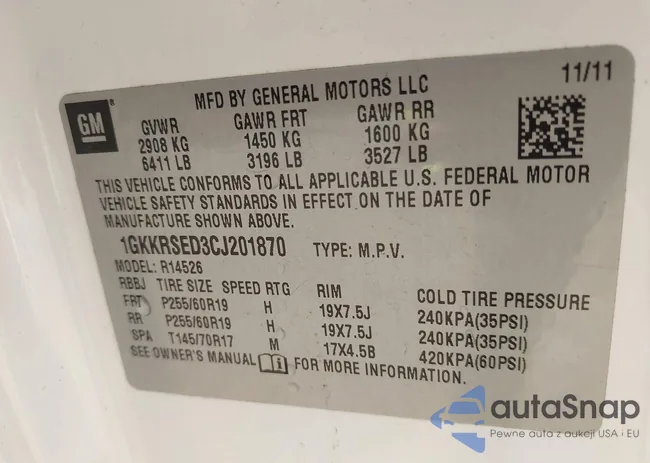 MFD BY GENERAL MOTORS LLC
11/11
GM
GVWR GAWR FRT GAWR RR
2908 KG 1450 KG 1600 KG
6411 LB 3196 LB 3527 LB
THIS VEHICLE CONFORMS TO ALL APPLICABLE U.S. FEDERAL MOTOR
VEHICLE SAFETY STANDARDS IN EFFECT ON THE DATE OF
MANUFACTURE SHOWN ABOVE.
1GKKRSED3CJ201870 TYPE: M.P.V.
MODEL: R14526
RBBJ TIRE SIZE SPEED RTG RIM COLD TIRE PRESSURE
FRT P255/60R19 H 19X7.5J 240KPA(35PSI)
RR P255/60R19 H 19X7.5J 240KPA(35PSI)
SPA T145/70R17 M 17X4.5B 420KPA(60PSI)
SEE OWNER'S MANUAL FOR MORE INFORMATION.
autaSnap
Pewne auta z aukcji USA i EU